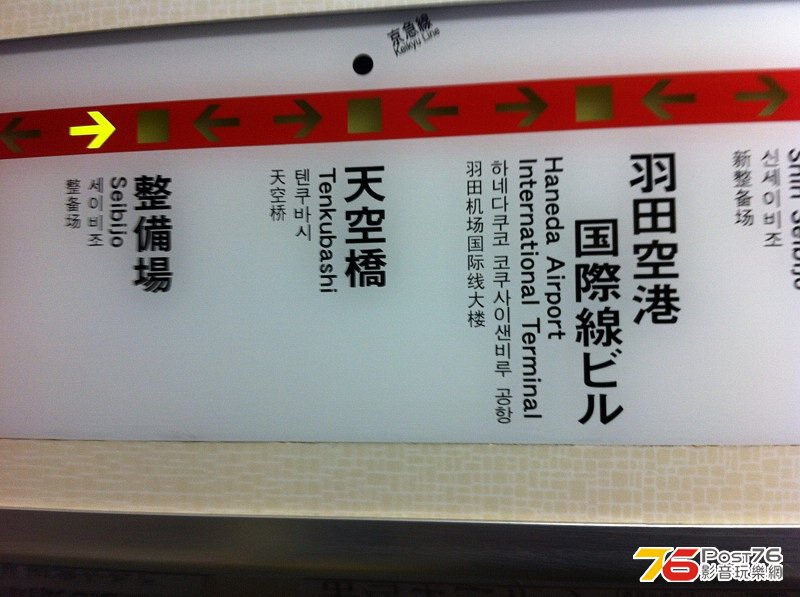 京急線
Keikyu Line
整備場
Seibijo
세이비조
整备场
天空橋
Tenkubashi
텐쿠바시
天空桥
羽田空港
国際線ビル
Haneda Airport
International Terminal
하네다쿠코 코쿠사이샌비루 공항
羽田机场国际线大楼
Shin Seibijo
신세이비조
新整备场
76 Post76
影音玩樂網